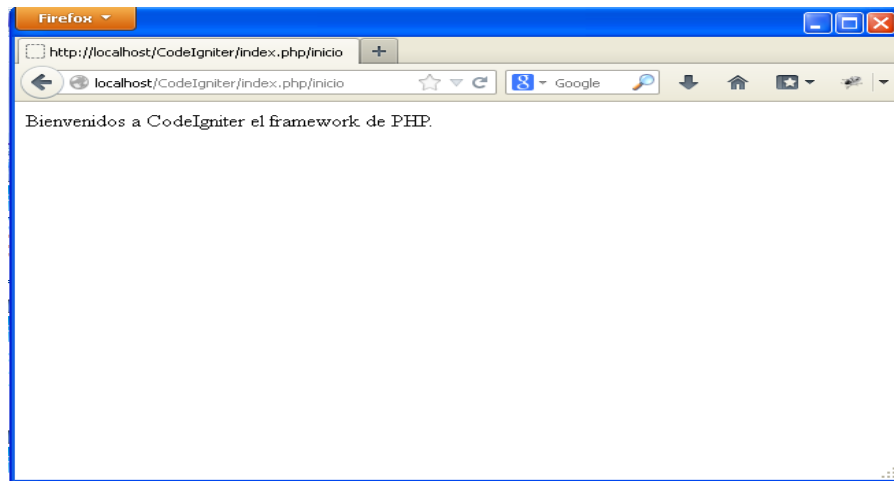 Firefox
http://localhost/CodeIgniter/index.php/inicio
localhost/CodeIgniter/index.php/inicio
8 Google
Bienvenidos a CodeIgniter el framework de PHP.